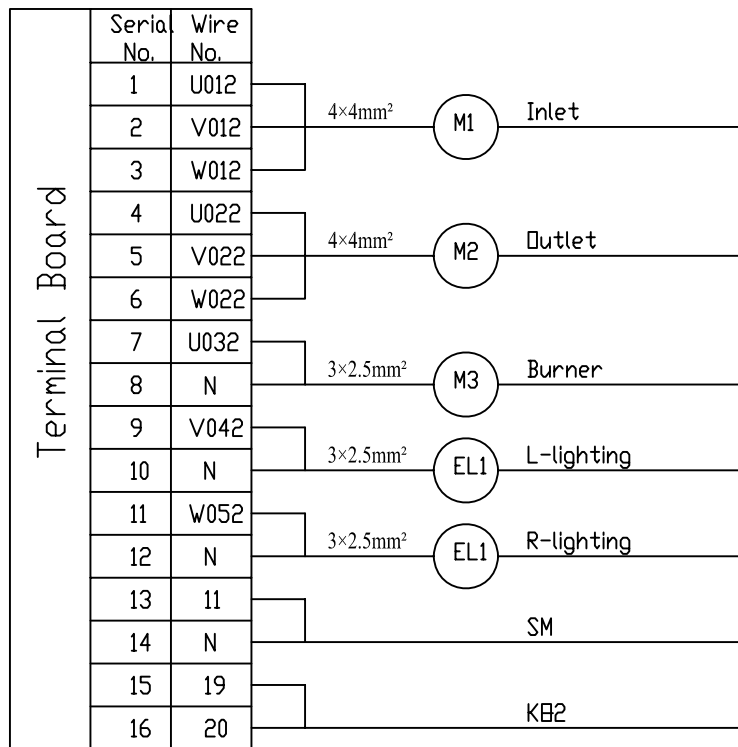 Terminal Board
Serial No. Wire No.
1 U012
2 V012
3 W012
4×4mm² M1 Inlet
4 U022
5 V022
6 W022
4×4mm² M2 Outlet
7 U032
8 N
3×2.5mm² M3 Burner
9 V042
10 N
3×2.5mm² EL1 L-lighting
11 W052
12 N
3×2.5mm² EL1 R-lighting
13 11
14 N
SM
15 19
16 20